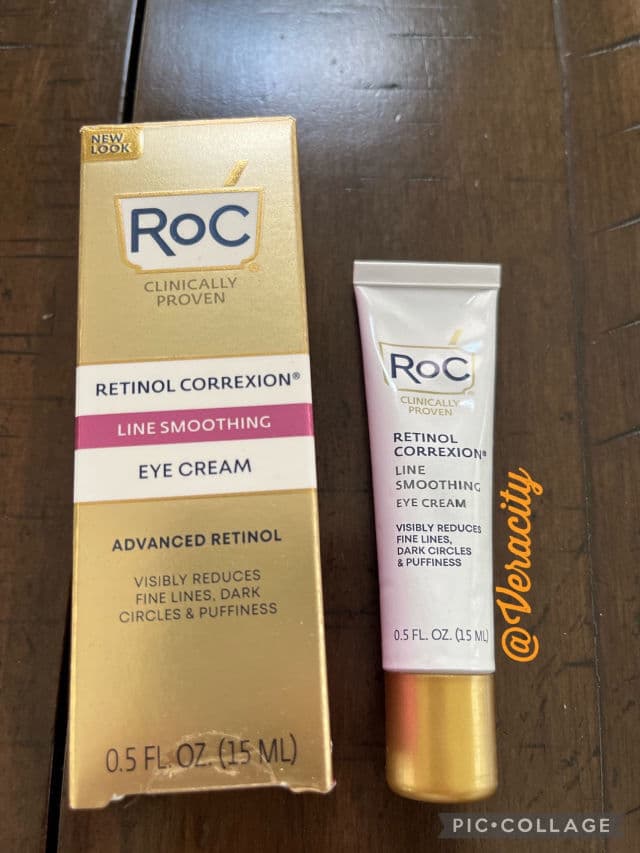 NEW
LOOK
RoC®
CLINICALLY
PROVEN
RETINOL CORREXION®
LINE SMOOTHING
EYE CREAM
ADVANCED RETINOL
VISIBLY REDUCES
FINE LINES, DARK
CIRCLES & PUFFINESS
0.5 FL. OZ. (15 ML)
RoC®
CLINICALLY
PROVEN
RETINOL
CORREXION®
LINE
SMOOTHING
EYE CREAM
VISIBLY REDUCES
FINE LINES,
DARK CIRCLES
& PUFFINESS
0.5 FL. OZ. (15 ML)
@Veracity
PIC•COLLAGE